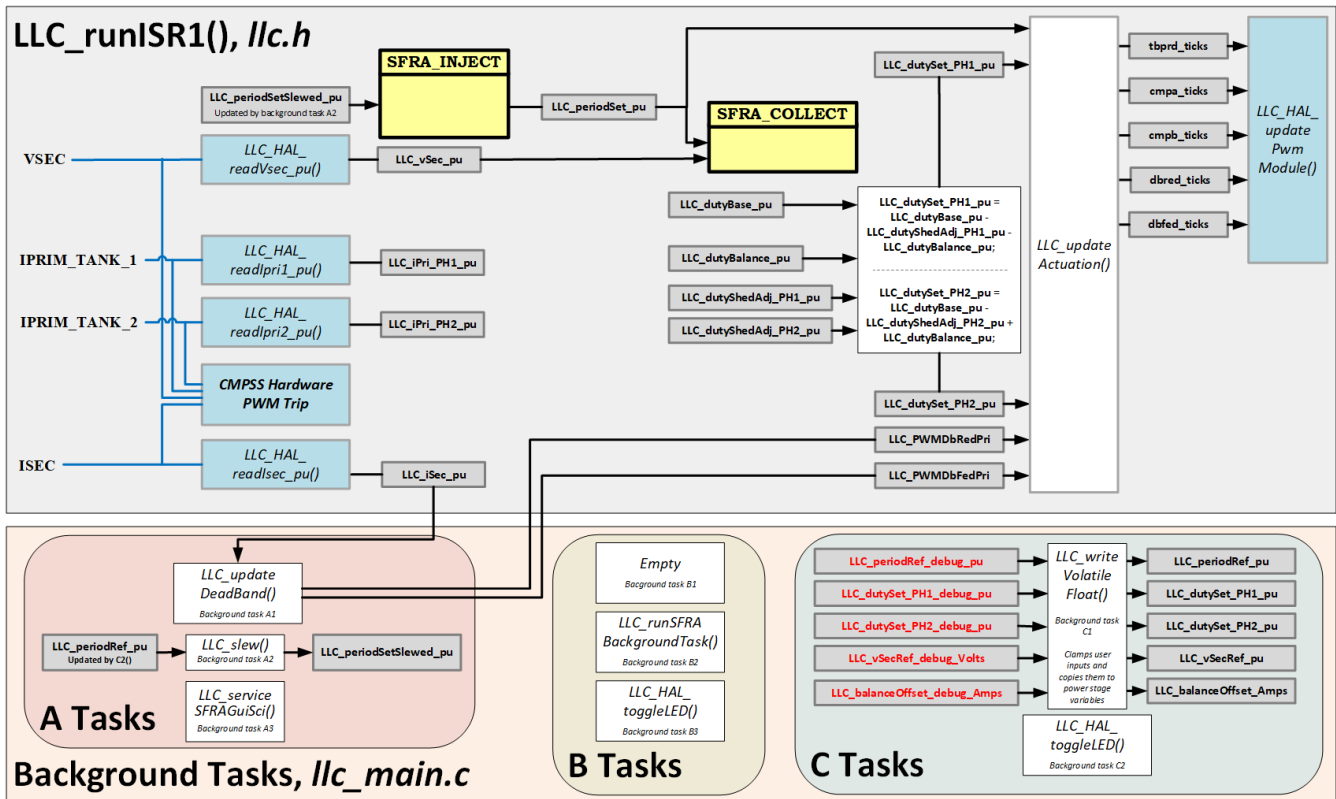 LLC_runISR1(), llc.h
SFRA_INJECT
LLC_periodSetSlewed_pu
Updated by background task A2
LLC_periodSet_pu
SFRA_COLLECT
VSEC
LLC_HAL_
readVsec_pu()
LLC_vSec_pu
IPRIM_TANK_1
LLC_HAL_
readIpri1_pu()
LLC_iPri_PH1_pu
IPRIM_TANK_2
LLC_HAL_
readIpri2_pu()
LLC_iPri_PH2_pu
CMPSS Hardware
PWM Trip
ISEC
LLC_HAL_
readIsec_pu()
LLC_iSec_pu
LLC_dutySet_PH1_pu
LLC_dutyBase_pu
LLC_dutyBalance_pu
LLC_dutyShedAdj_PH1_pu
LLC_dutyShedAdj_PH2_pu
LLC_dutySet_PH1_pu =
LLC_dutyBase_pu -
LLC_dutyShedAdj_PH1_pu -
LLC_dutyBalance_pu;
LLC_dutySet_PH2_pu =
LLC_dutyBase_pu -
LLC_dutyShedAdj_PH2_pu +
LLC_dutyBalance_pu;
LLC_dutySet_PH2_pu
LLC_PWMDbRedPri
LLC_PWMDbFedPri
LLC_update
Actuation()
tbprd_ticks
cmpa_ticks
cmpb_ticks
dbred_ticks
dbfed_ticks
LLC_HAL_
update
Pwm
Module()
LLC_update
DeadBand()
Background task A1
LLC_periodRef_pu
Updated by C2()
LLC_slew()
Background task A2
LLC_periodSetSlewed_pu
LLC_service
SFRAGuiSci()
Background task A3
A Tasks
Empty
Bacground task B1
LLC_runSFRA
BackgroundTask()
Background task B2
LLC_HAL_
toggleLED()
Background task B3
B Tasks
LLC_periodRef_debug_pu
LLC_dutySet_PH1_debug_pu
LLC_dutySet_PH2_debug_pu
LLC_vSecRef_debug_Volts
LLC_balanceOffset_debug_Amps
LLC_write
Volatile
Float()
Background task
C1
Clamps user
inputs and
copies them to
power stage
variables
LLC_periodRef_pu
LLC_dutySet_PH1_pu
LLC_dutySet_PH2_pu
LLC_vSecRef_pu
LLC_balanceOffset_Amps
LLC_HAL_
toggleLED()
Background task C2
C Tasks
Background Tasks, llc_main.c